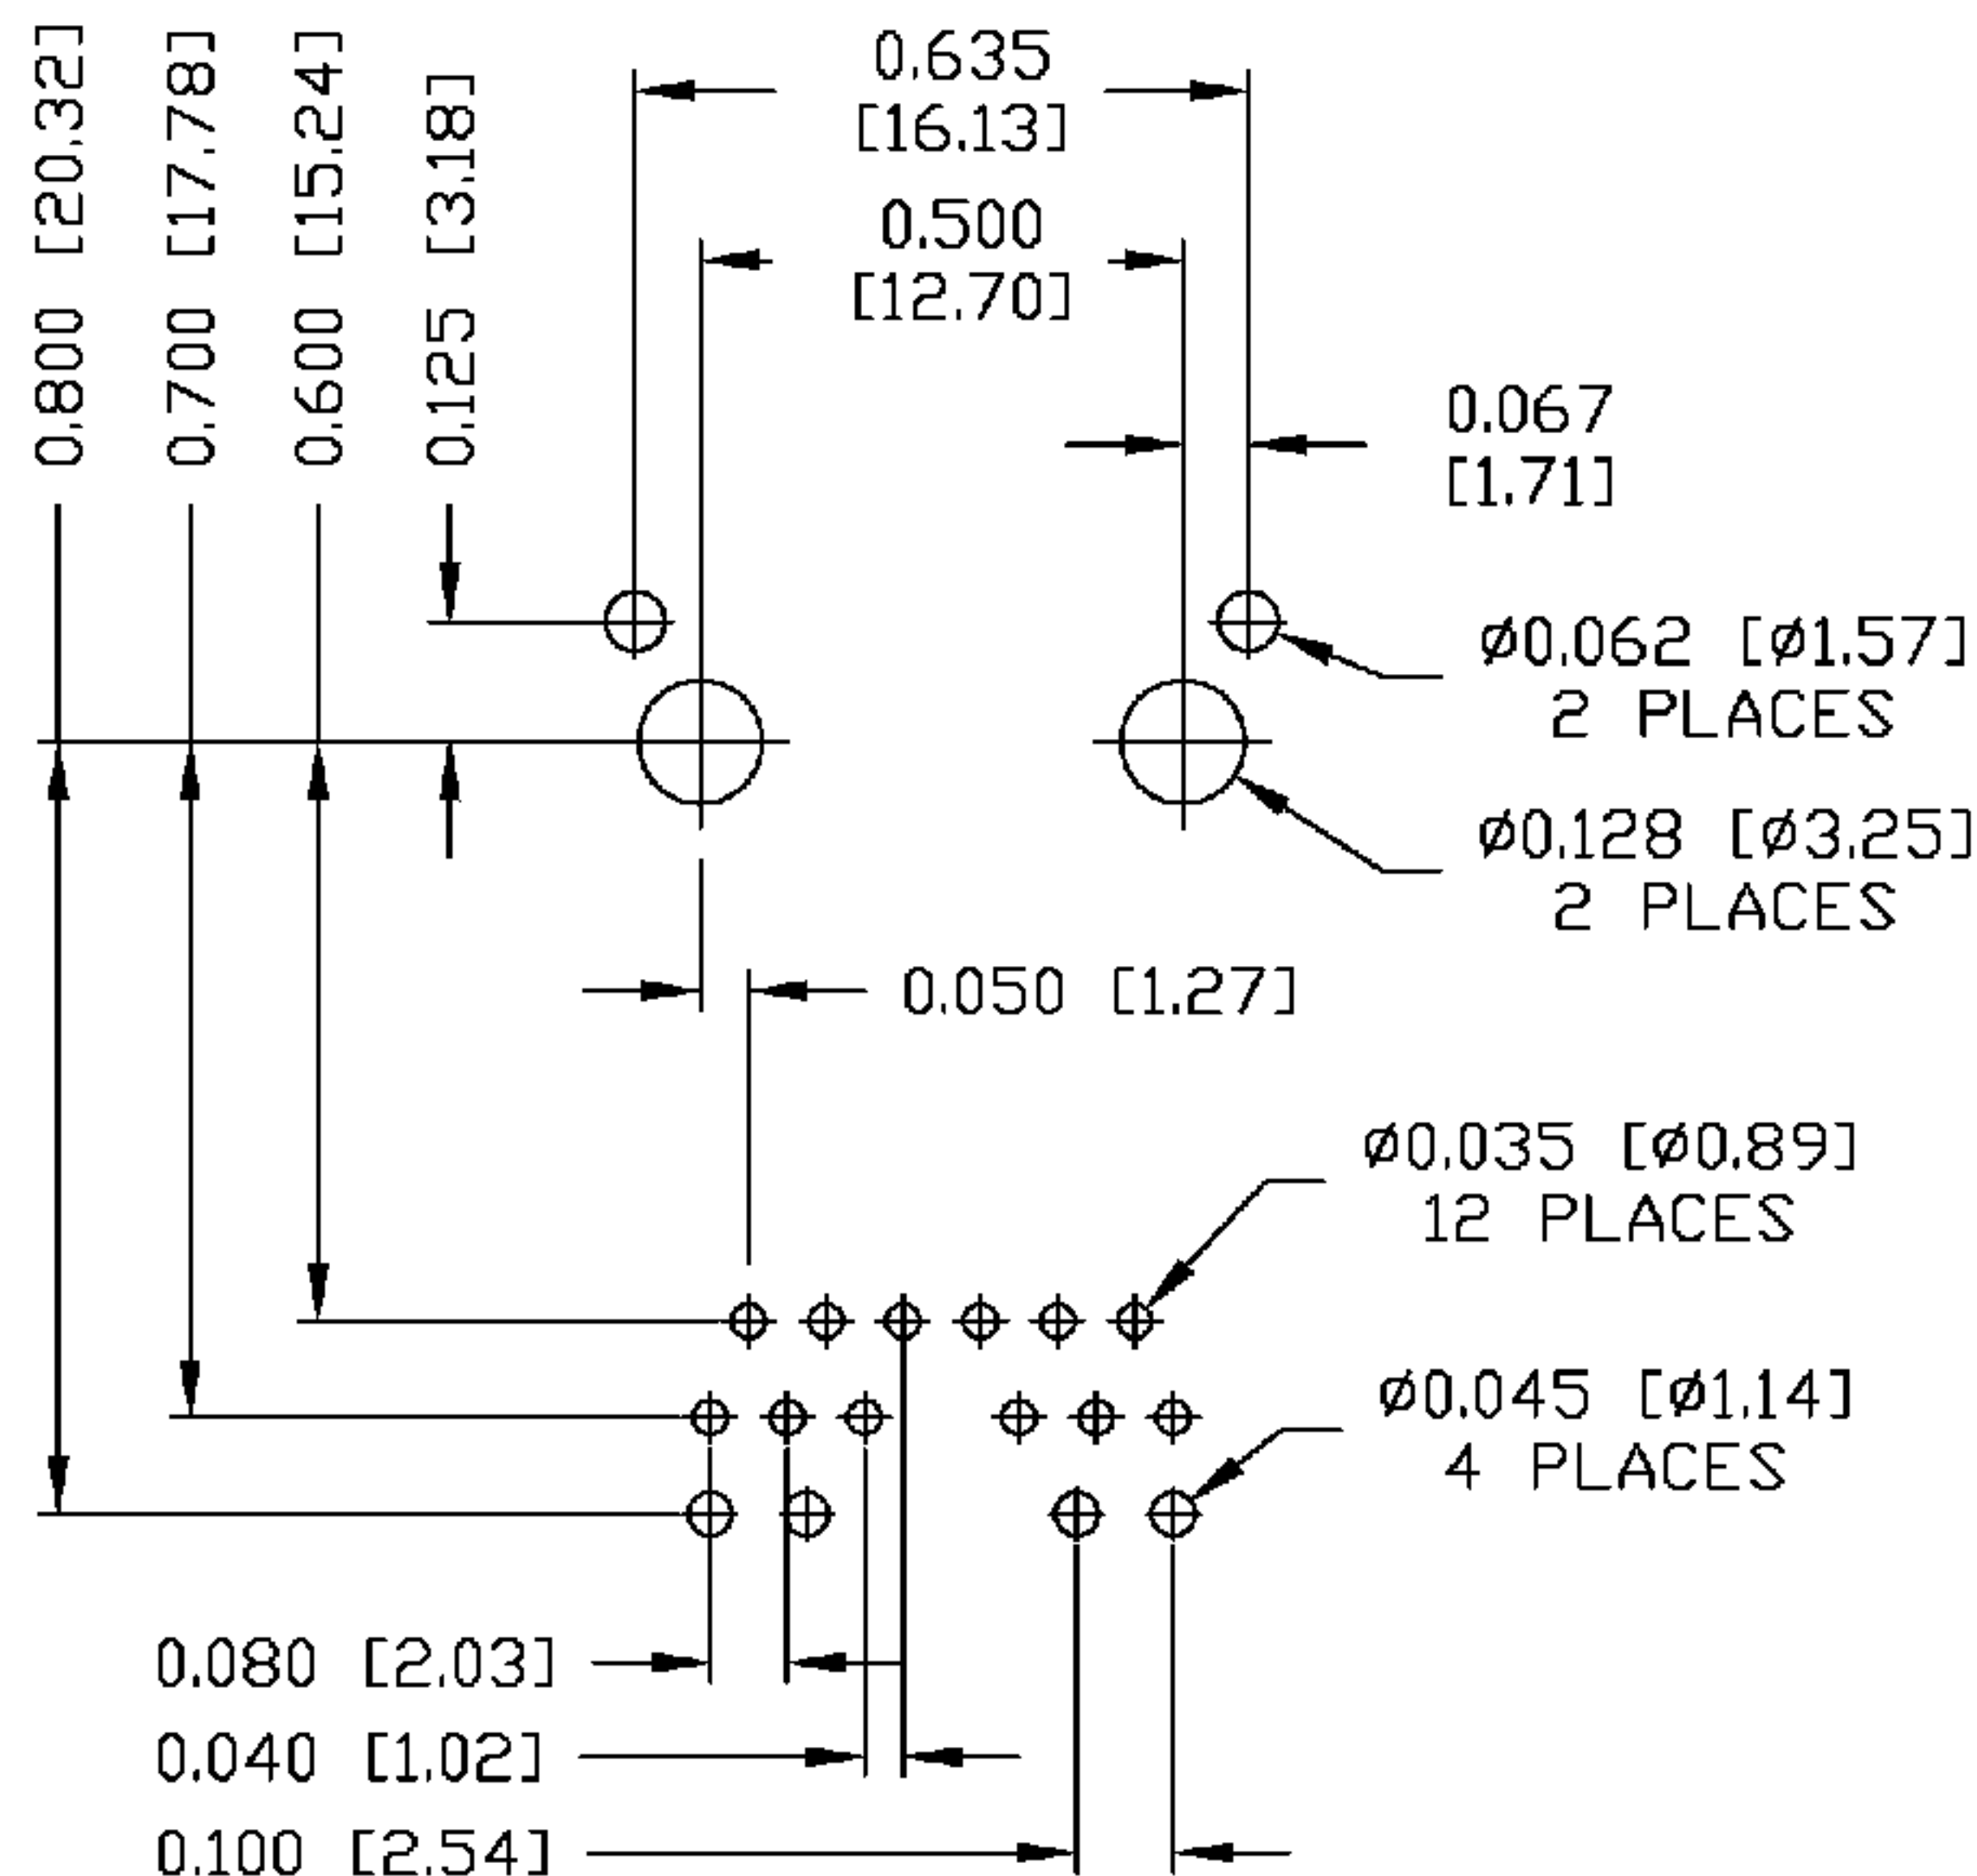 0.800 [20.32]
0.700 [17.78]
0.600 [15.24]
0.125 [3.18]
0.635
[16.13]
0.500
[12.70]
0.067
[1.71]
Ø0.062 [Ø1.57]
2 PLACES
Ø0.128 [Ø3.25]
2 PLACES
0.050 [1.27]
Ø0.035 [Ø0.89]
12 PLACES
Ø0.045 [Ø1.14]
4 PLACES
0.080 [2.03]
0.040 [1.02]
0.100 [2.54]